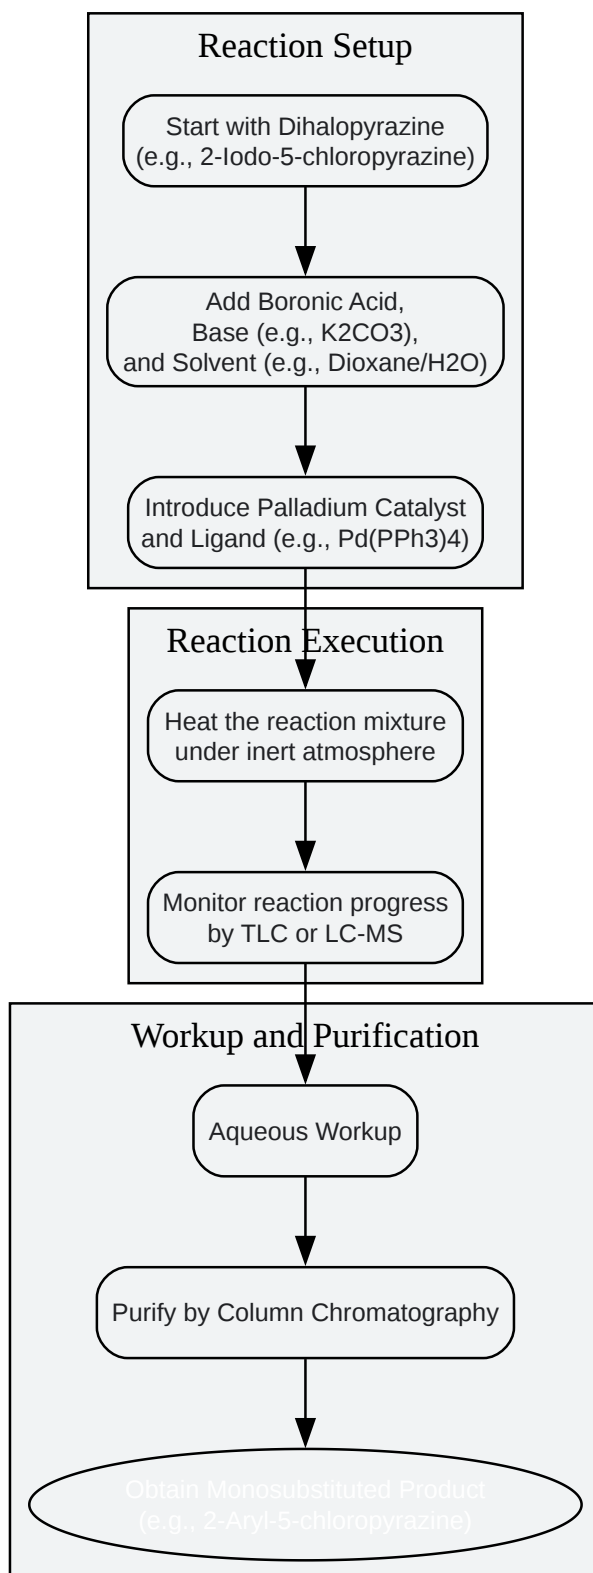 Reaction Setup
Start with Dihalopyrazine
(e.g., 2-Iodo-5-chloropyrazine)
Add Boronic Acid,
Base (e.g., K2CO3),
and Solvent (e.g., Dioxane/H2O)
Introduce Palladium Catalyst
and Ligand (e.g., Pd(PPh3)4)
Reaction Execution
Heat the reaction mixture
under inert atmosphere
Monitor reaction progress
by TLC or LC-MS
Workup and Purification
Aqueous Workup
Purify by Column Chromatography
Obtain Monosubstituted Product
(e.g., 2-Aryl-5-chloropyrazine)